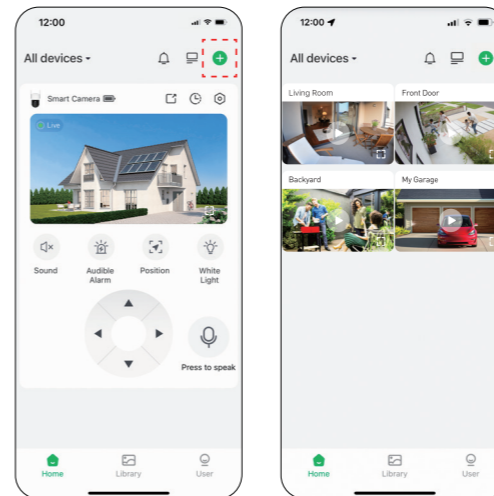 12:00
All devices
Smart Camera
Live
Sound
Audible
Alarm
Position
White
Light
Press to speak
Home
Library
User
12:00
All devices
Living Room
Front Door
Backyard
My Garage
Home
Library
User